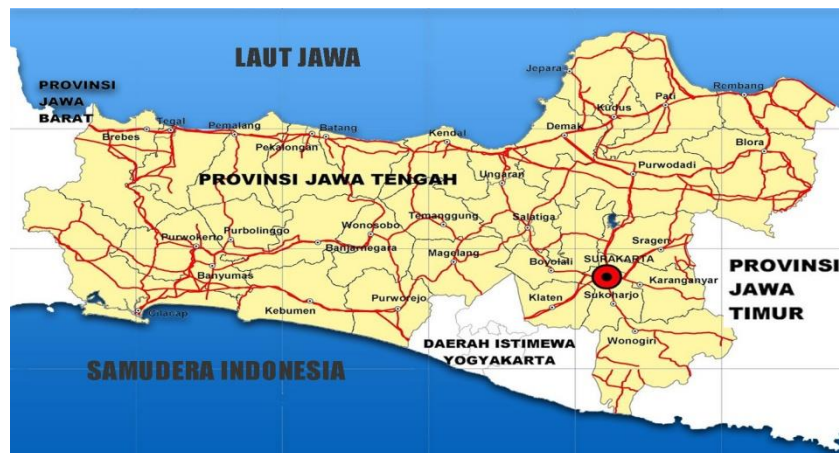 LAUT JAWA
PROVINSI
JAWA
BARAT
Jepara
Rembang
Kudus
Pati
Tegal
Brebes
Pemalang
Batang
Pekalongan
Kendal
Demak
Blora
Purwodadi
PROVINSI JAWA TENGAH
Ungaran
Temanggung
Salatiga
Wonosobo
Purbolinggo
Purwokerto
Banjarnegara
Magelang
Sragen
Boyolali
SURAKARTA
Banyumas
Karanganyar
PROVINSI
JAWA
TIMUR
Klaten
Sukoharjo
Purworejo
Kebumen
Cilacap
Wonogiri
DAERAH ISTIMEWA
YOGYAKARTA
SAMUDERA INDONESIA